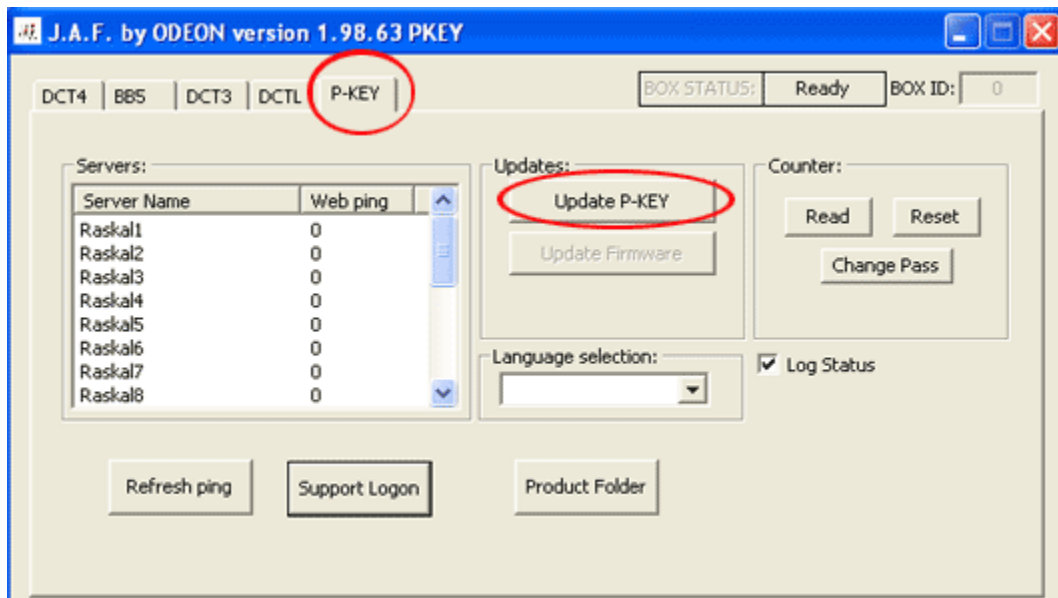 J.A.F. by ODEON version 1.98.63 PKEY
DCT4 BB5 DCT3 DCTL P-KEY
BOX STATUS: Ready BOX ID: 0
Servers:
Server Name Web ping
Raskal1 0
Raskal2 0
Raskal3 0
Raskal4 0
Raskal5 0
Raskal6 0
Raskal7 0
Raskal8 0
Updates:
Update P-KEY
Update Firmware
Language selection:
Counter:
Read Reset
Change Pass
Log Status
Refresh ping Support Logon Product Folder